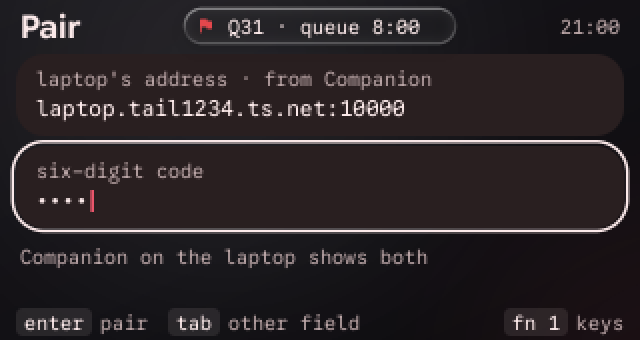 Pair
Q31 · queue 8:00
21:00
laptop's address · from Companion
laptop.tail1234.ts.net:10000
six-digit code
••••
Companion on the laptop shows both
enter pair tab other field fn 1 keys